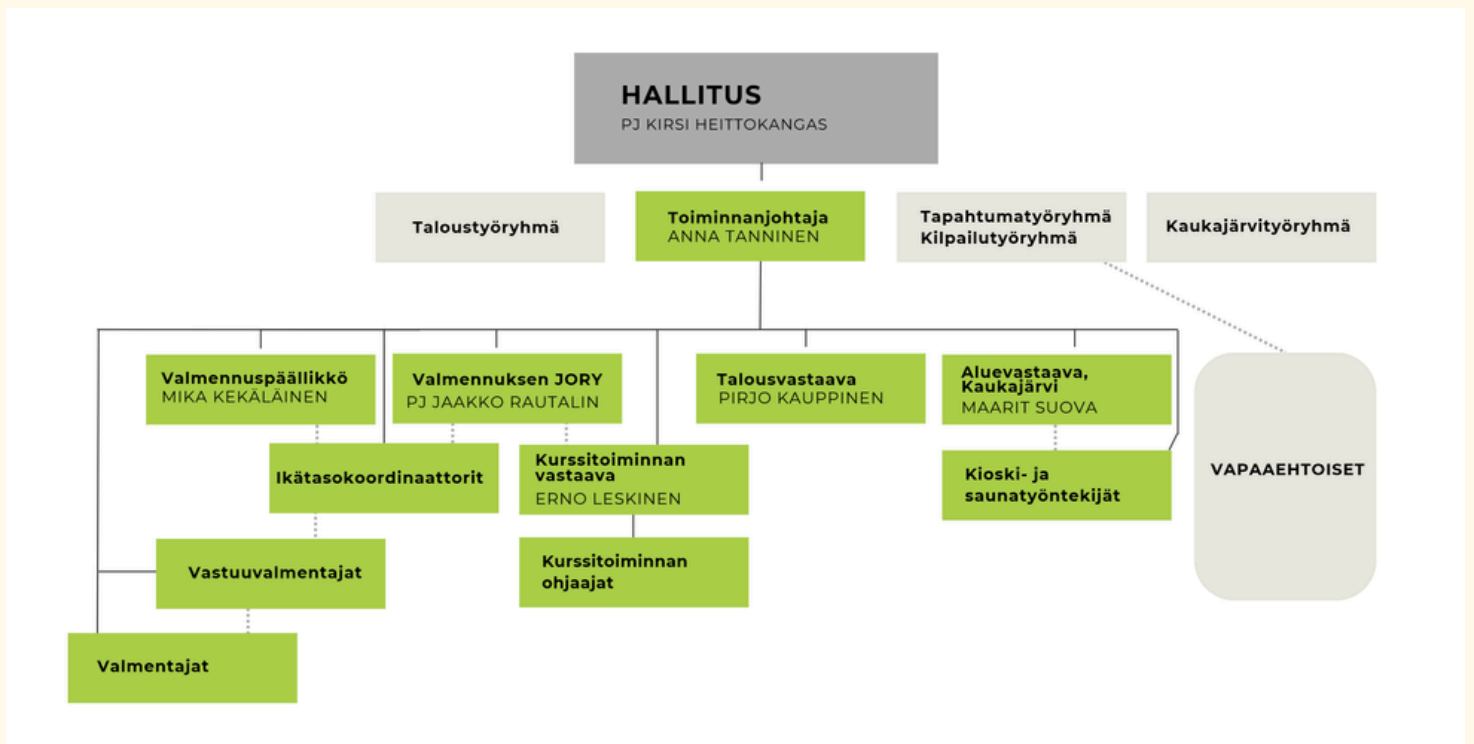 HALLITUS
PJ KIRSI HEITTOKANGAS
Taloustyöryhmä
Toiminnanjohtaja
ANNA TANNINEN
Tapahtumatyöryhmä
Kilpailutyöryhmä
Kaukajärvityöryhmä
Valmennuspäällikkö
MIKA KEKÄLÄINEN
Valmennuksen JORY
PJ JAAKKO RAUTALIN
Talousvastaava
PIRJO KAUPPINEN
Aluevastaava,
Kaukajärvi
MAARIT SUOVA
Ikätasokoordinaattorit
Kurssitoiminnan
vastaava
ERNO LESKINEN
Kioski- ja
saunatyöntekijät
VAPAAEHTOISET
Vastuuvalmentajat
Kurssitoiminnan
ohjaajat
Valmentajat